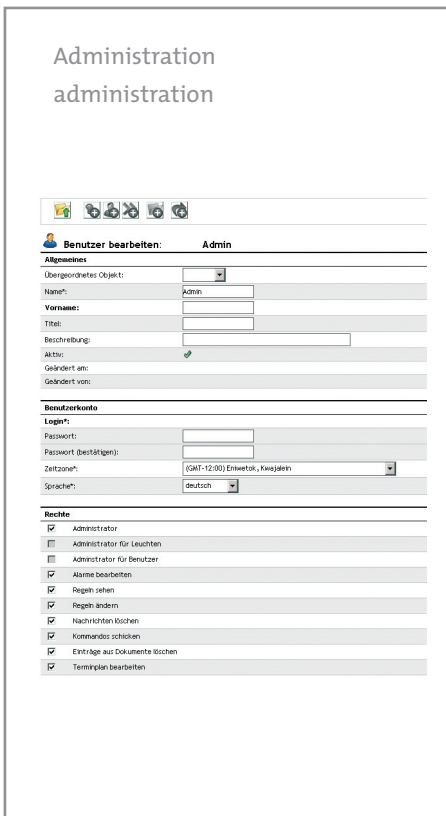 Administration
administration
Benutzer bearbeiten: Admin
Allgemeines
Übergeordnetes Objekt:
Name*: Admin
Vorname:
Titel:
Beschreibung:
Aktiv:
Geändert am:
Geändert von:
Benutzerkonto
Login*:
Passwort:
Passwort (bestätigen):
Zeitzone*: (GMT-12:00) Eniwetok, Kwajalein
Sprache*: deutsch
Rechte
Administrator
Administrator für Leuchten
Adminstrator für Benutzer
Alarme bearbeiten
Regeln sehen
Regeln ändern
Nachrichten löschen
Kommandos schicken
Einträge aus Dokumente löschen
Terminplan bearbeiten